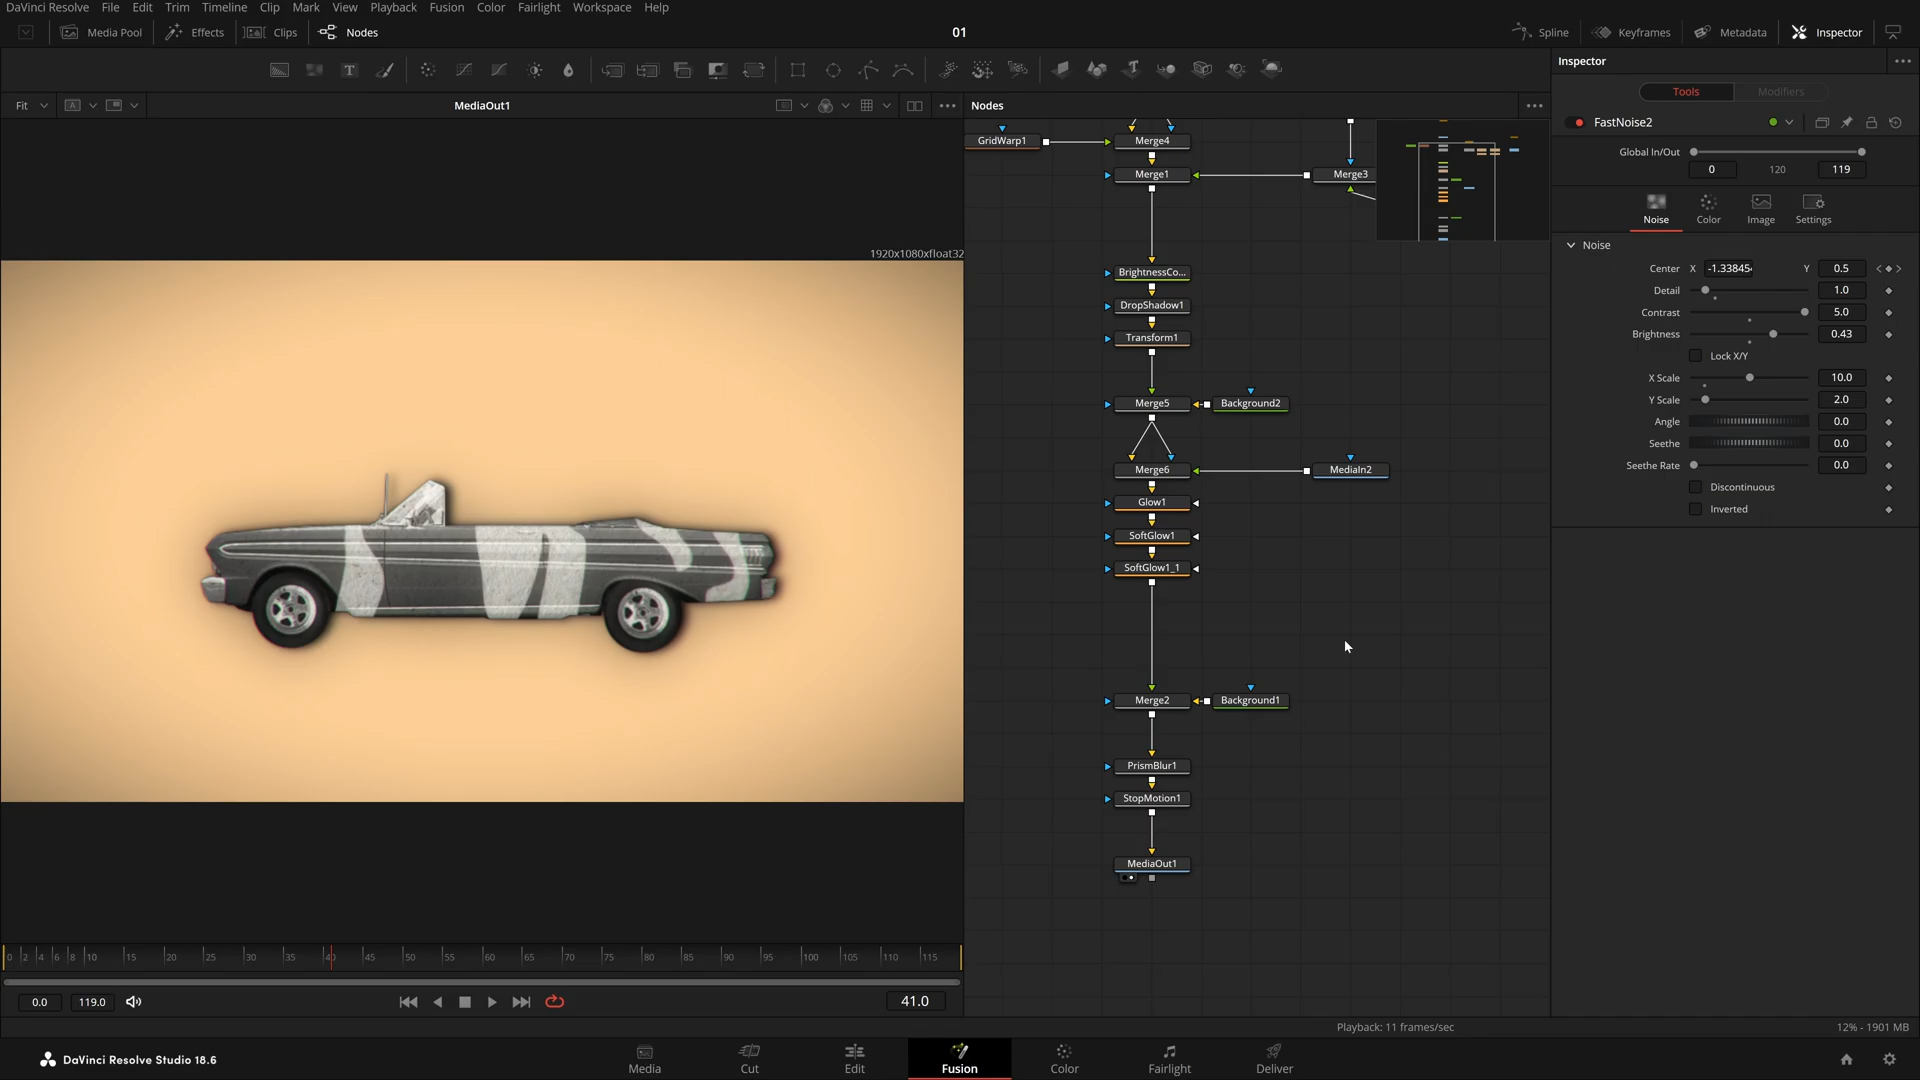 DaVinci Resolve File Edit Trim Timeline Clip Mark View Playback Fusion Color Fairlight Workspace Help
Media Pool Effects Clips Nodes 01 Spline Keyframes Metadata Inspector
T
Inspector
Fit A MediaOut1 Nodes
Tools Modifiers
FastNoise2
Global In/Out
0 120 119
Noise Color Image Settings
Noise
Center X -1.33845 Y 0.5
Detail 1.0
Contrast 5.0
Brightness 0.43
Lock X/Y
X Scale 10.0
Y Scale 2.0
Angle 0.0
Seethe 0.0
Seethe Rate 0.0
Discontinuous
Inverted
1920x1080xfloat32
GridWarp1 Merge4
Merge1 Merge3
BrightnessCo...
DropShadow1
Transform1
Merge5 Background2
Merge6 MediaIn2
Glow1
SoftGlow1
SoftGlow1_1
Merge2 Background1
PrismBlur1
StopMotion1
MediaOut1
0 2 4 6 8 10 15 20 25 30 35 40 45 50 55 60 65 70 75 80 85 90 95 100 105 110 115
0.0 119.0 41.0
Playback: 11 frames/sec 12% - 1901 MB
DaVinci Resolve Studio 18.6
Media Cut Edit Fusion Color Fairlight Deliver